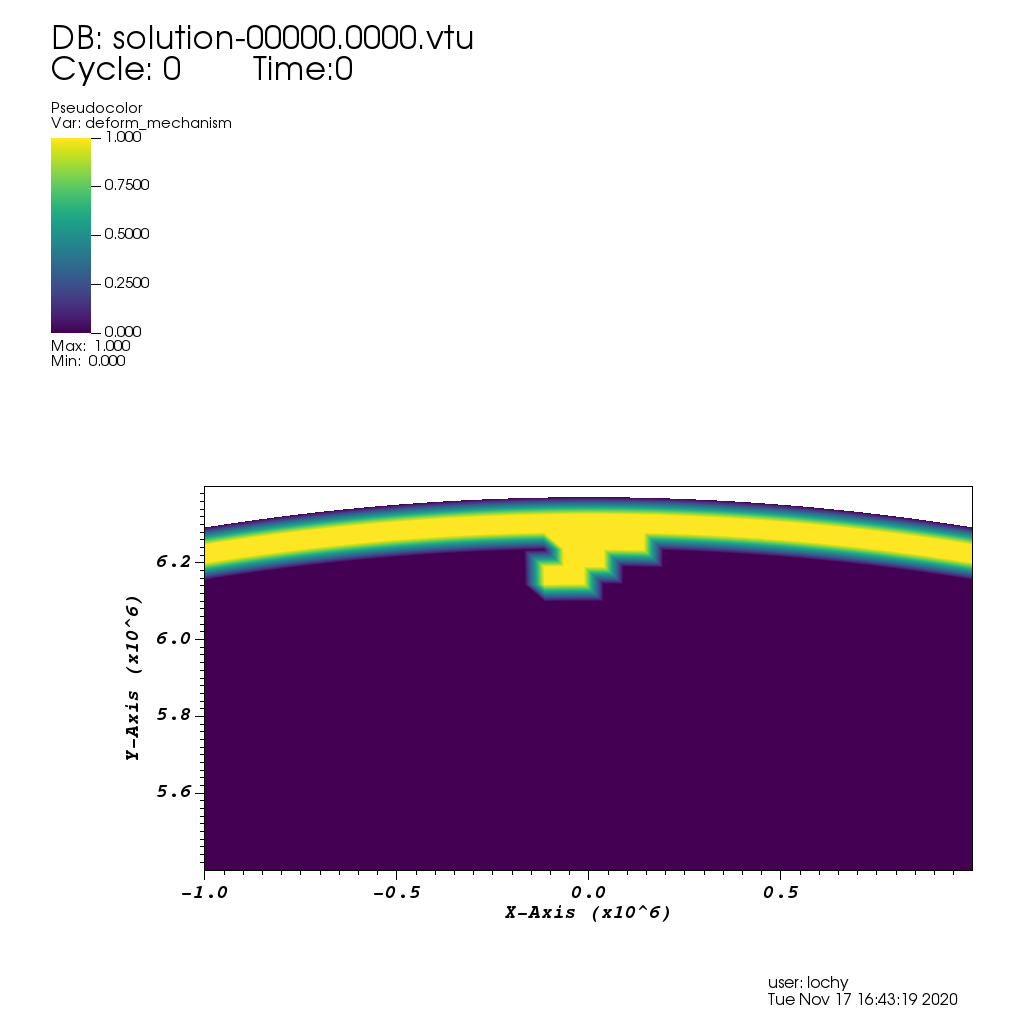 DB: solution-00000.0000.vtu
Cycle: 0 Time:0
Pseudocolor
Var: deform_mechanism
1.000
0.7500
0.5000
0.2500
0.000
Max: 1.000
Min: 0.000
6.2
6.0
5.8
5.6
Y-Axis (x10^6)
-1.0 -0.5 0.0 0.5
X-Axis (x10^6)
user: lochy
Tue Nov 17 16:43:19 2020